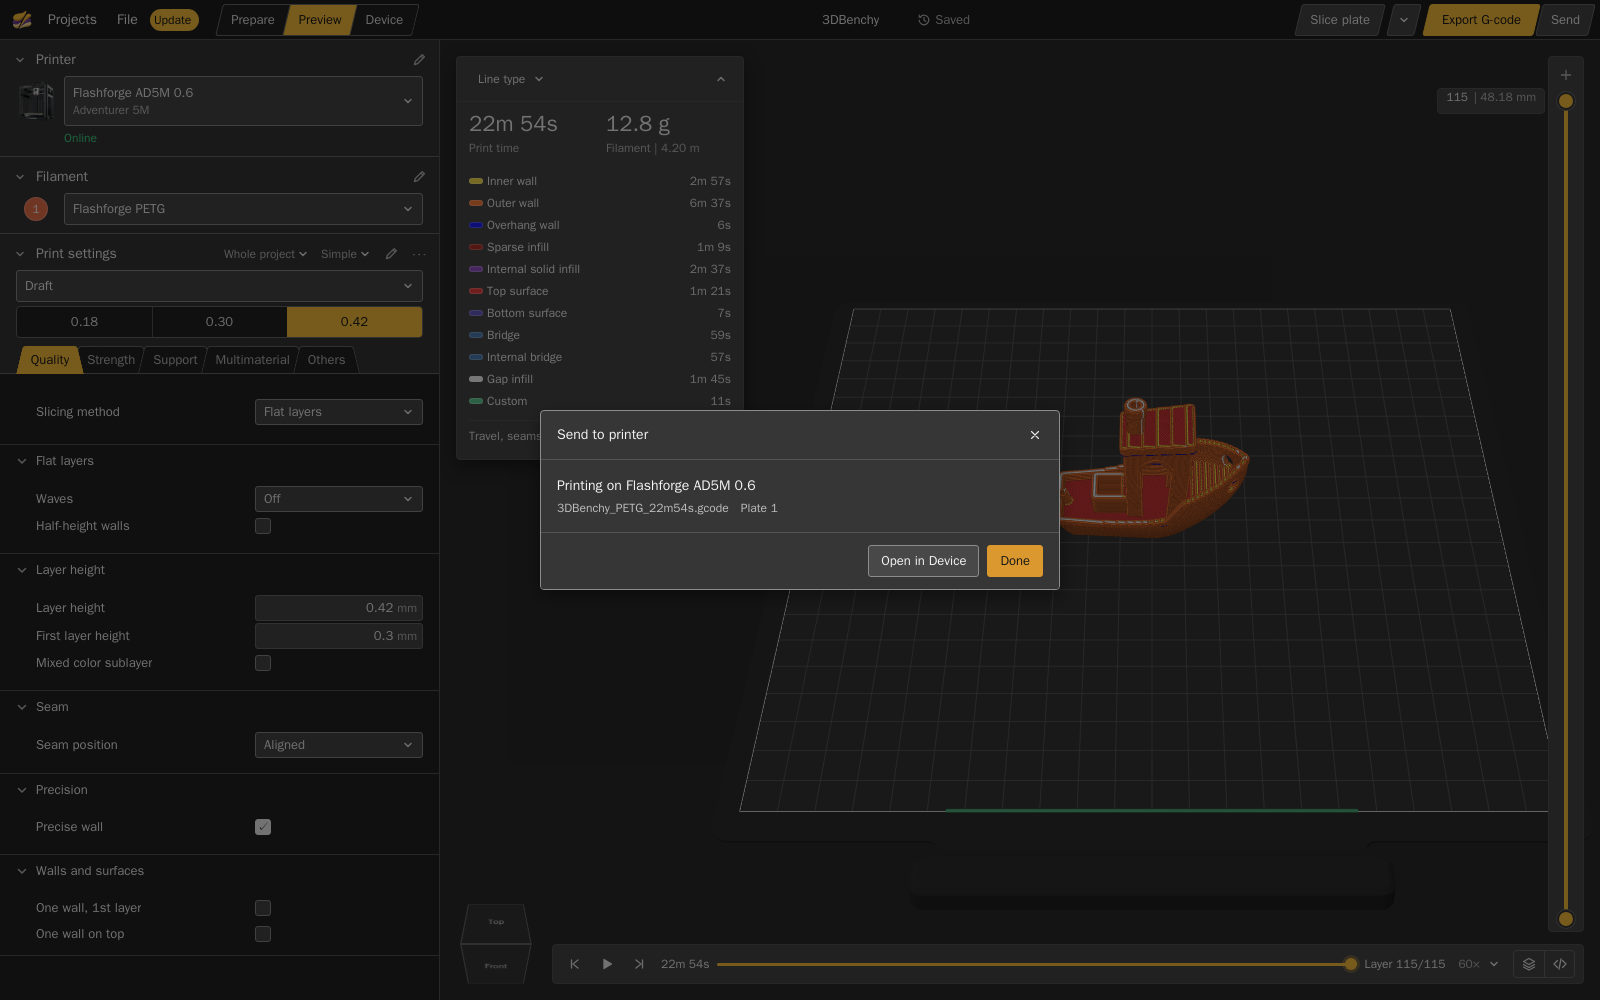 Projects File Update Prepare Preview Device 3DBenchy Saved Slice plate Export G-code Send
Printer
Flashforge AD5M 0.6
Adventurer 5M
Online
Filament
1 Flashforge PETG
Print settings Whole project Simple ...
Draft
0.18 0.30 0.42
Quality Strength Support Multimaterial Others
Slicing method Flat layers
Flat layers
Waves Off
Half-height walls
Layer height
Layer height 0.42 mm
First layer height 0.3 mm
Mixed color sublayer
Seam
Seam position Aligned
Precision
Precise wall
Walls and surfaces
One wall, 1st layer
One wall on top
Line type
22m 54s 12.8 g
Print time Filament | 4.20 m
Inner wall 2m 57s
Outer wall 6m 37s
Overhang wall 6s
Sparse infill 1m 9s
Internal solid infill 2m 37s
Top surface 1m 21s
Bottom surface 7s
Bridge 59s
Internal bridge 57s
Gap infill 1m 45s
Custom 11s
Travel, seams
115 | 48.18 mm
Send to printer
Printing on Flashforge AD5M 0.6
3DBenchy_PETG_22m54s.gcode Plate 1
Open in Device Done
Top
Front
22m 54s Layer 115/115 60×